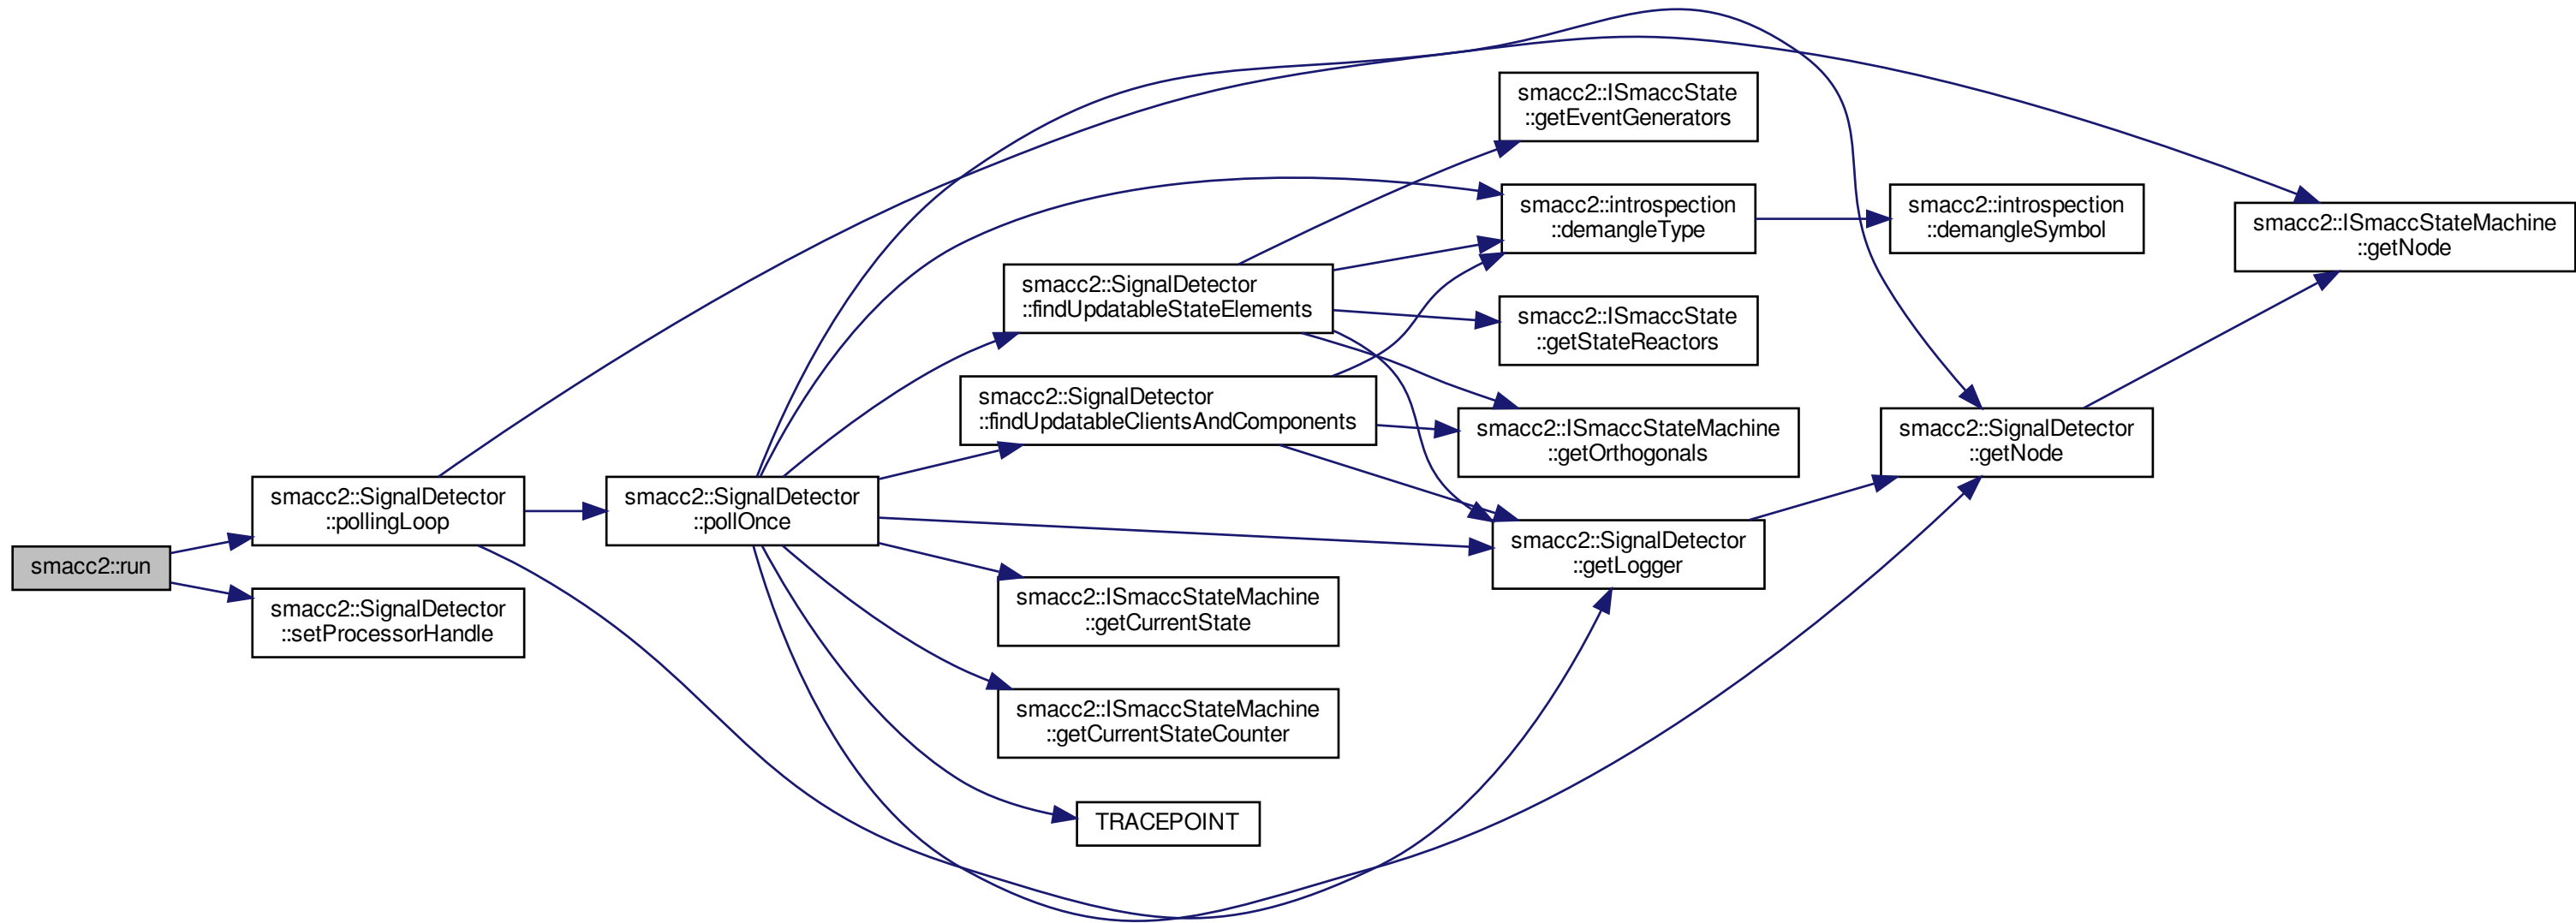 smacc2::run
smacc2::SignalDetector
::pollingLoop
smacc2::SignalDetector
::setProcessorHandle
smacc2::SignalDetector
::pollOnce
smacc2::SignalDetector
::findUpdatableStateElements
smacc2::SignalDetector
::findUpdatableClientsAndComponents
smacc2::ISmaccStateMachine
::getCurrentState
smacc2::ISmaccStateMachine
::getCurrentStateCounter
TRACEPOINT
smacc2::ISmaccState
::getEventGenerators
smacc2::introspection
::demangleType
smacc2::ISmaccState
::getStateReactors
smacc2::ISmaccStateMachine
::getOrthogonals
smacc2::SignalDetector
::getLogger
smacc2::introspection
::demangleSymbol
smacc2::SignalDetector
::getNode
smacc2::ISmaccStateMachine
::getNode